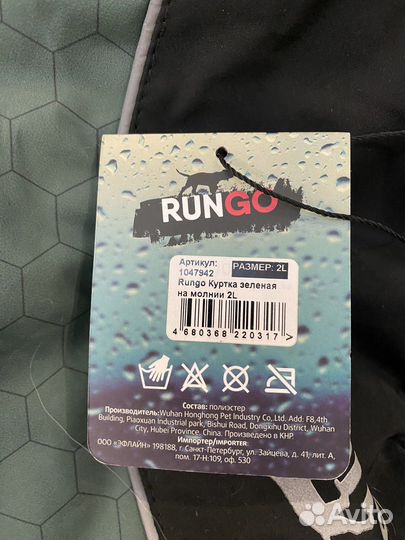 RUNGO
Артикул:
1047942
РАЗМЕР: 2L
Rungo Куртка зеленая
на молнии 2L
4 680368 220317 >
Состав: полиэстер
Производитель:Wuhan Honghong Pet Industry Co Ltd. Add: F8,4th
Building, Piaoxuan Industrial park, Bishui Road, Dongxihu District, Wuhan
City, Hubei Province, China. Произведено в КНР.
Импортер/IMPORTER:
ООО «ЭФЛАЙН» 198188, г. Санкт-Петербург, ул. Зайцева, д. 41, лит. А,
пом. 17-Н:109, оф. 530
Avito